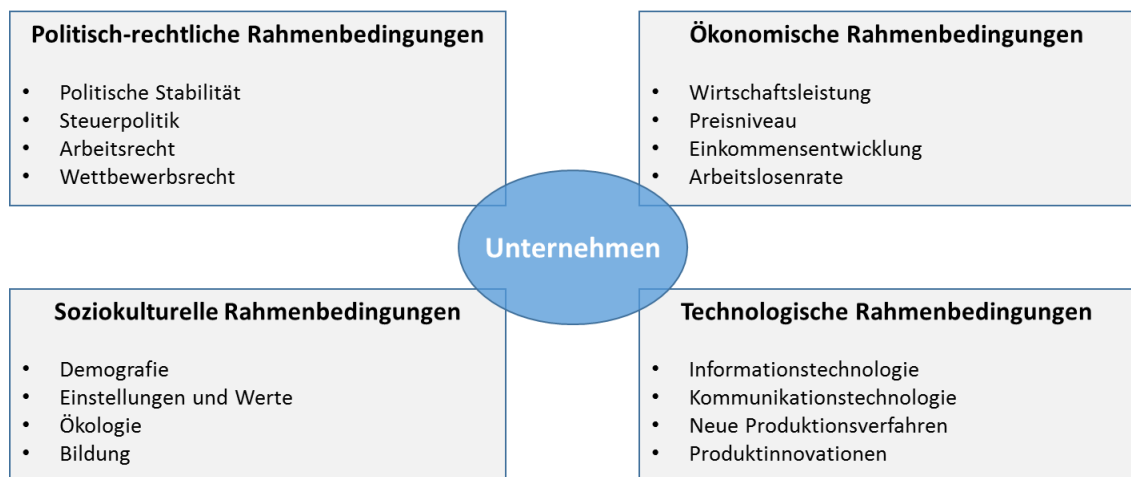 Politisch-rechtliche Rahmenbedingungen
• Politische Stabilität
• Steuerpolitik
• Arbeitsrecht
• Wettbewerbsrecht
Ökonomische Rahmenbedingungen
• Wirtschaftsleistung
• Preisniveau
• Einkommensentwicklung
• Arbeitslosenrate
Unternehmen
Soziokulturelle Rahmenbedingungen
• Demografie
• Einstellungen und Werte
• Ökologie
• Bildung
Technologische Rahmenbedingungen
• Informationstechnologie
• Kommunikationstechnologie
• Neue Produktionsverfahren
• Produktinnovationen